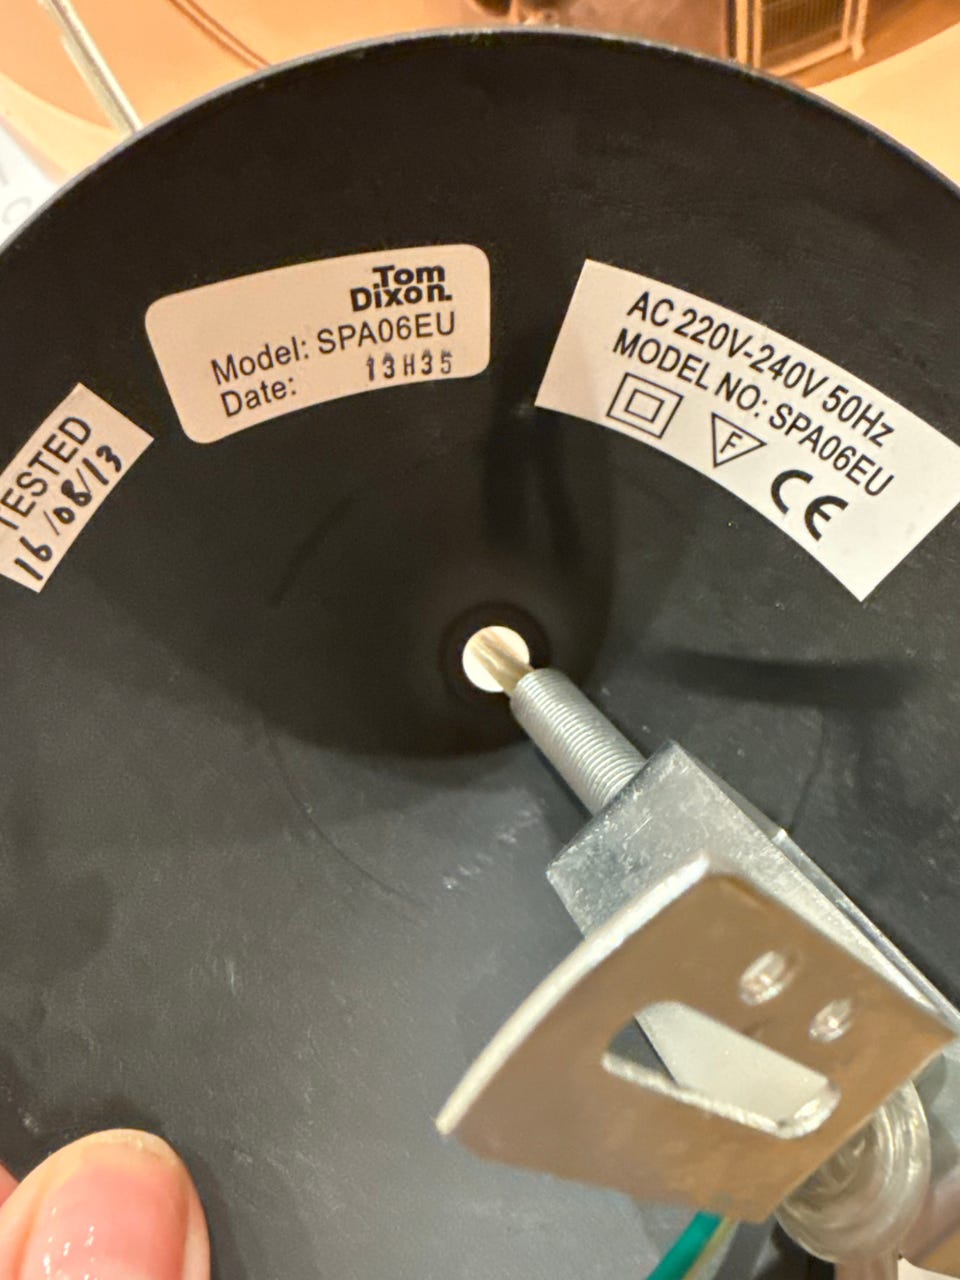 Tom
Dixon.
Model: SPA06EU
Date: 13H35
AC 220V-240V 50Hz
MODEL NO: SPA06EU
F
CE
TESTED
16/08/13